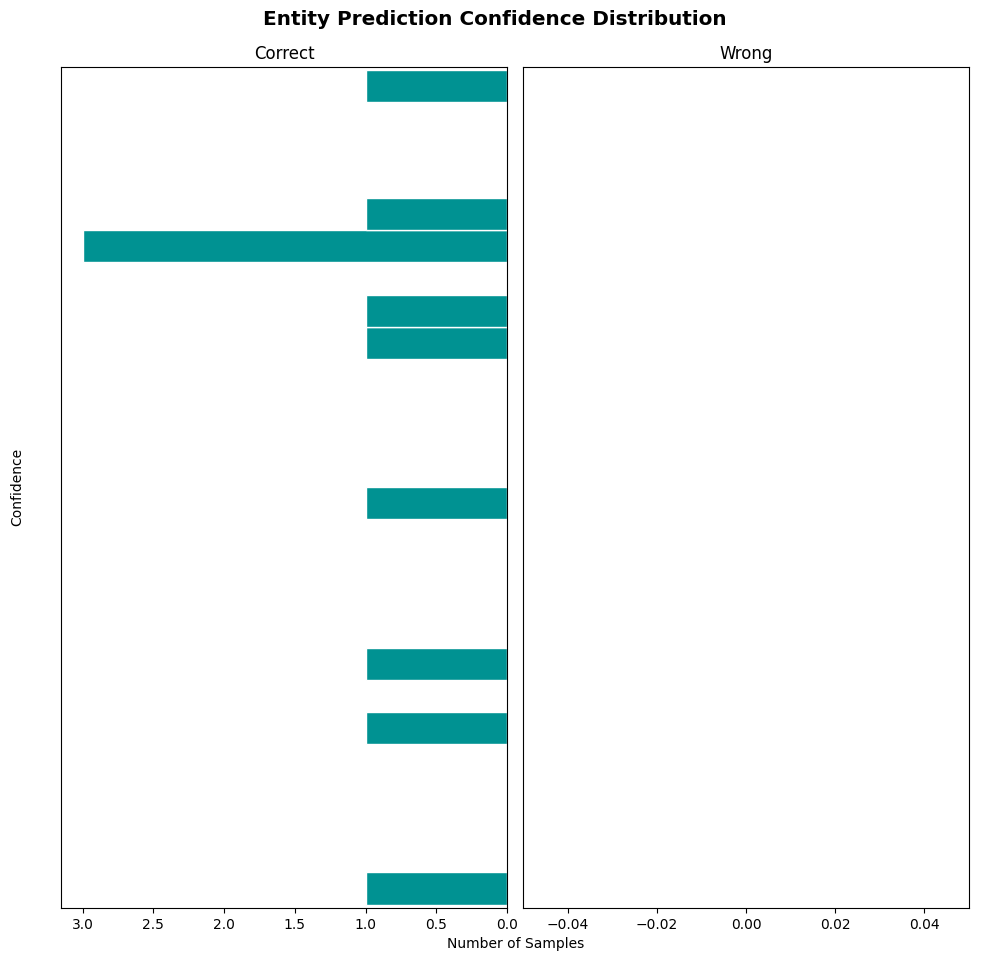 Entity Prediction Confidence Distribution
Correct
Wrong
Confidence
3.0 2.5 2.0 1.5 1.0 0.5 0.0
−0.04 −0.02 0.00 0.02 0.04
Number of Samples